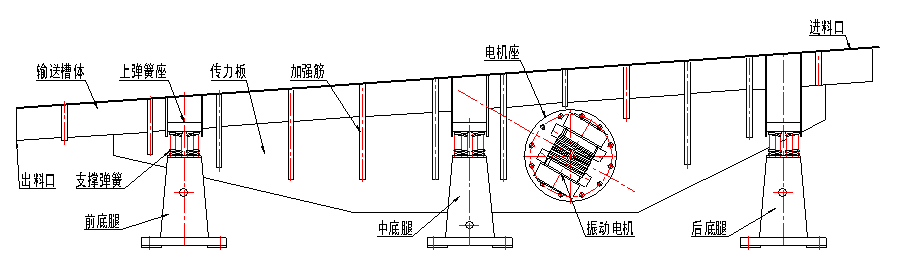 进料口
电机座
输送槽体
上弹簧座
传力板
加强筋
出料口
支撑弹簧
前底腿
中底腿
振动电机
后底腿